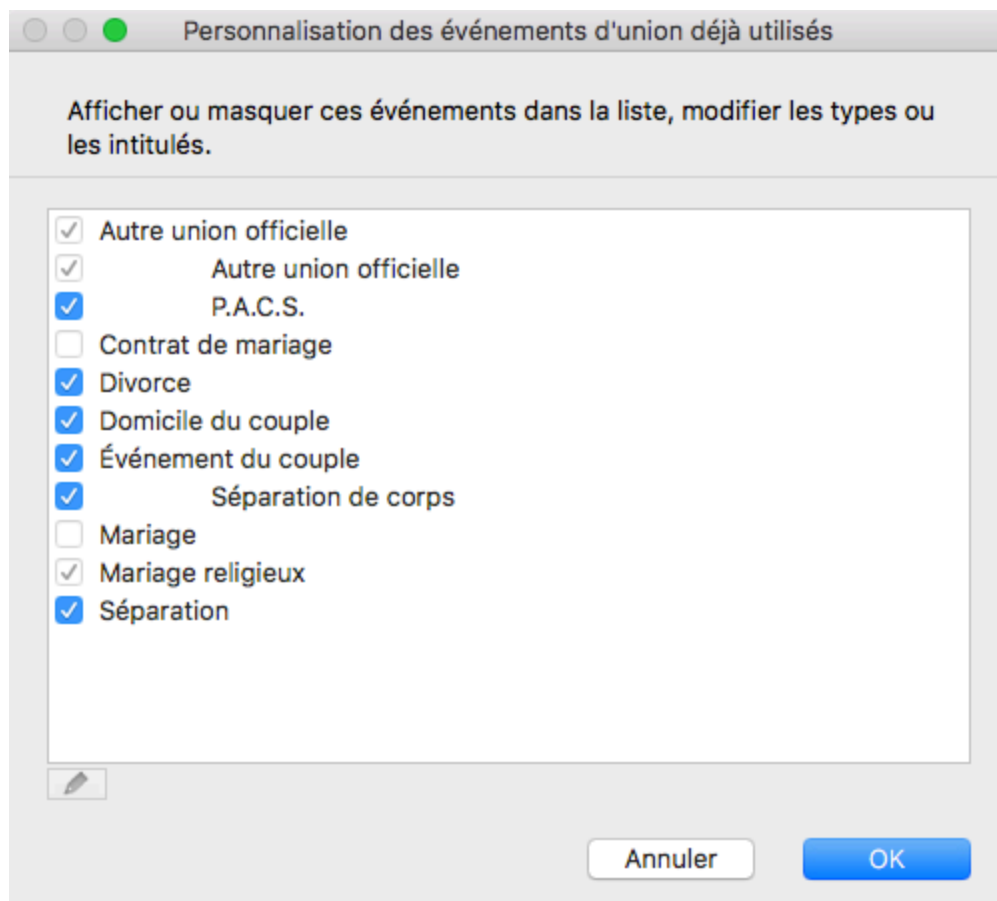 Personnalisation des événements d'union déjà utilisés
Afficher ou masquer ces événements dans la liste, modifier les types ou
les intitulés.
Autre union officielle
Autre union officielle
P.A.C.S.
Contrat de mariage
Divorce
Domicile du couple
Événement du couple
Séparation de corps
Mariage
Mariage religieux
Séparation
Annuler
OK